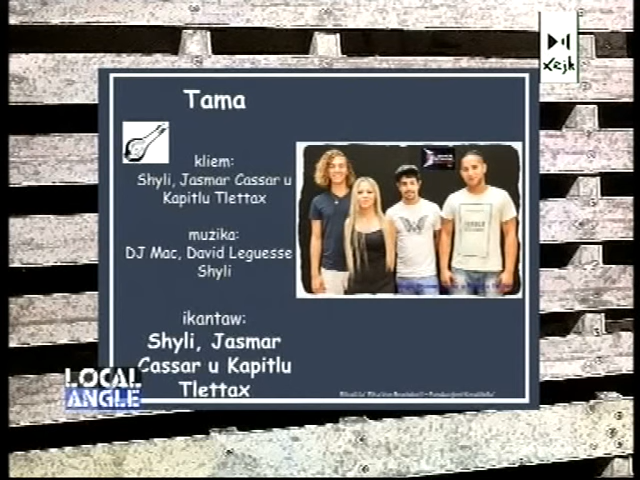 Xejk
Tama
kliem:
Shyli, Jasmar Cassar u
Kapitlu Tlettax
muzika:
DJ Mac, David Leguesse
Shyli
ikantaw:
Shyli, Jasmar
Cassar u Kapitlu
Tlettax
LOCAL
ANGLE